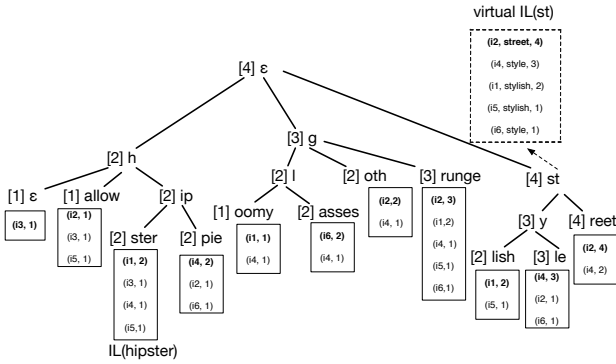 virtual IL(st)
(i2, street, 4)
(i4, style, 3)
(i1, stylish, 2)
(i5, stylish, 1)
(i6, style, 1)
[4] ε
[3] g
[2] h
[4] st
[2] l
[2] oth
[3] runge
[1] ε
[1] allow
[2] ip
[3] y
[4] reet
[1] oomy
[2] asses
[2] ster
[2] pie
[2] lish
[3] le
(i3, 1)
(i2, 1)
(i3, 1)
(i5, 1)
(i1, 2)
(i3, 1)
(i4, 1)
(i5,1)
IL(hipster)
(i4, 2)
(i2, 1)
(i6, 1)
(i1, 1)
(i4, 1)
(i6, 2)
(i4, 1)
(i2,2)
(i4, 1)
(i2, 3)
(i1,2)
(i4, 1)
(i5,1)
(i6,1)
(i1, 2)
(i5, 1)
(i4, 3)
(i2, 1)
(i6, 1)
(i2, 4)
(i4, 2)